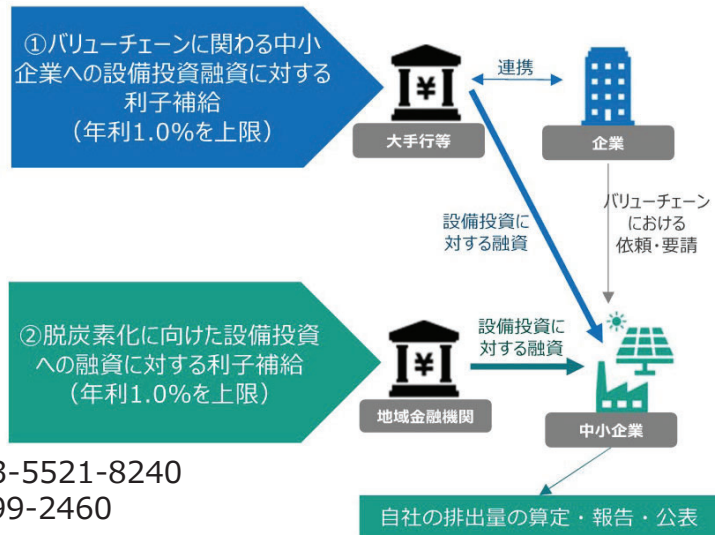 ①バリューチェーンに関わる中小
企業への設備投資融資に対する
利子補給
（年利1.0%を上限）
¥
大手行等
連携
企業
設備投資に
対する融資
バリューチェーン
における
依頼・要請
②脱炭素化に向けた設備投資
への融資に対する利子補給
（年利1.0%を上限）
¥
地域金融機関
設備投資に
対する融資
中小企業
-5521-8240
99-2460
自社の排出量の算定・報告・公表